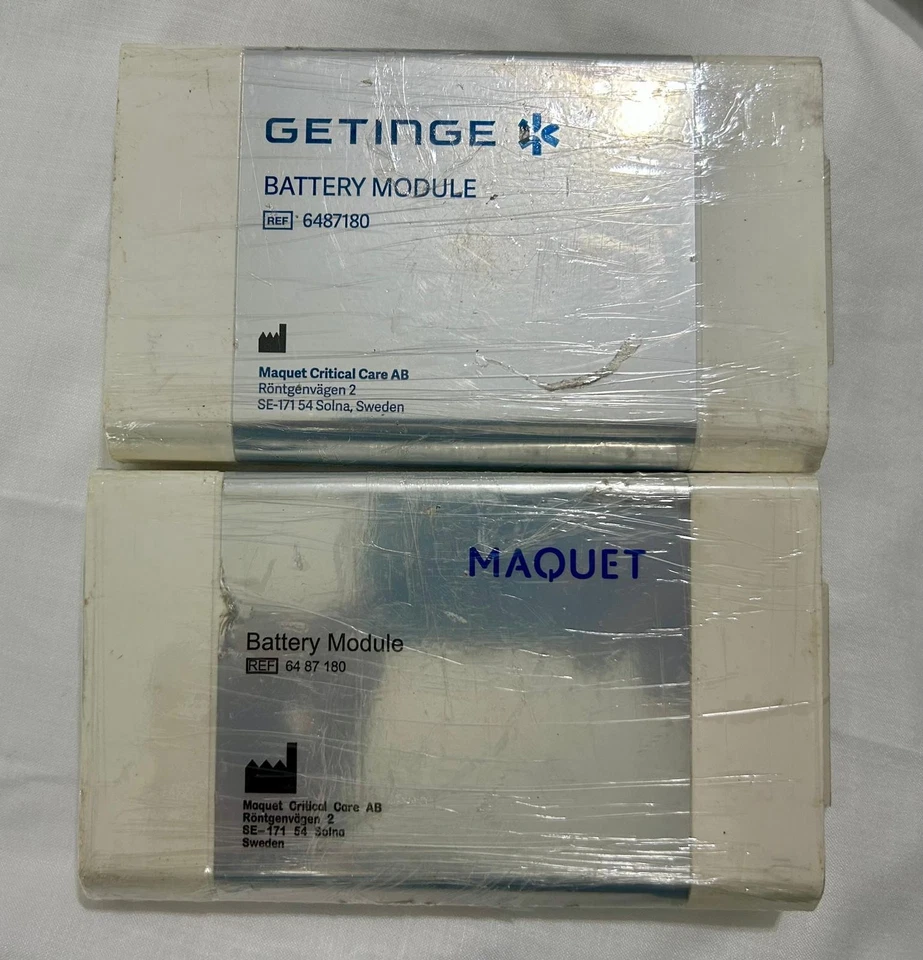 GETINGE
BATTERY MODULE
REF 6487180
Maquet Critical Care AB
Röntgenvägen 2
SE-171 54 Solna, Sweden
MAQUET
Battery Module
REF 64 87 180
Maquet Critical Care AB
Röntgenvägen 2
SE-171 54 Solna
Sweden